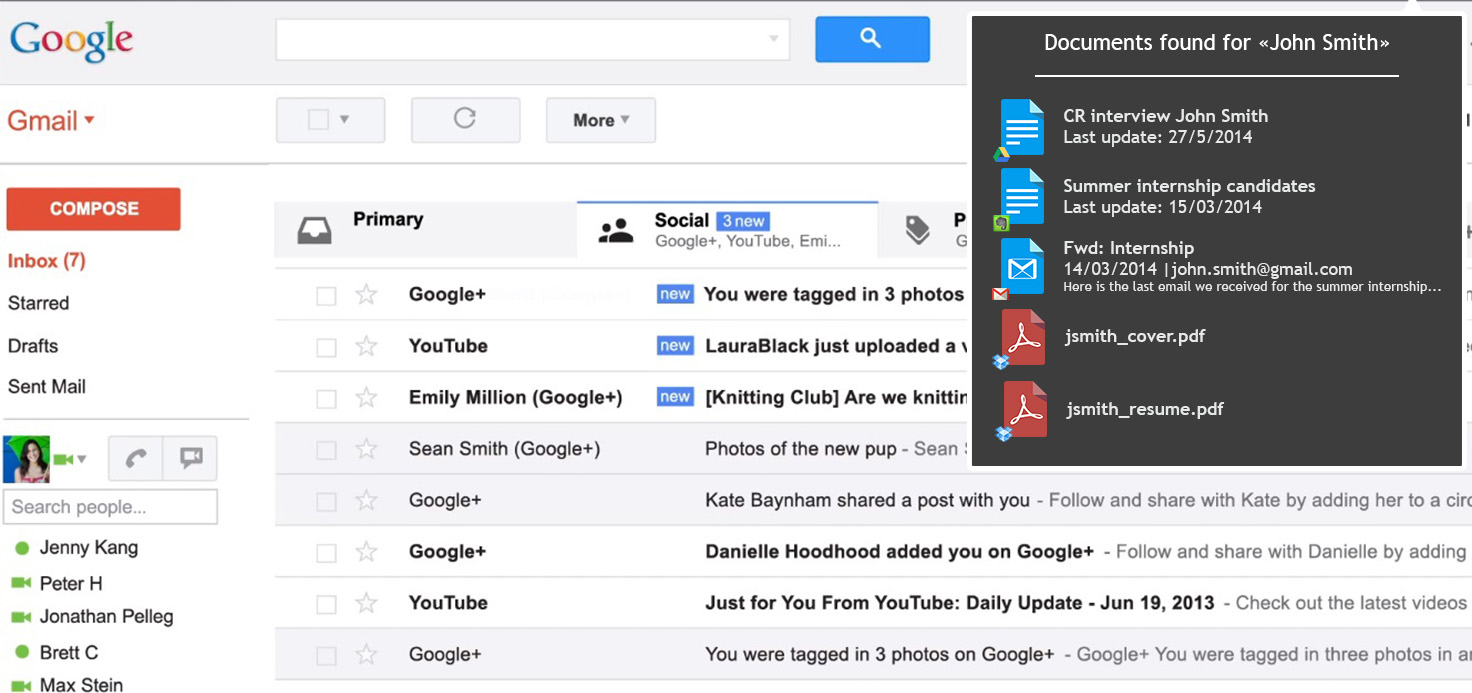 Google
Gmail
More
COMPOSE
Inbox (7)
Starred
Drafts
Sent Mail
Search people...
Jenny Kang
Peter H
Jonathan Pelleg
Brett C
Max Stein
Primary
Social 3 new
Google+, YouTube, Emi...
P
G
Google+ new You were tagged in 3 photos
YouTube new LauraBlack just uploaded a v
Emily Million (Google+) new [Knitting Club] Are we knittin
Sean Smith (Google+) Photos of the new pup - Sean
Google+ Kate Baynham shared a post with you - Follow and share with Kate by adding her to a circ
Google+ Danielle Hoodhood added you on Google+ - Follow and share with Danielle by adding
YouTube Just for You From YouTube: Daily Update - Jun 19, 2013 - Check out the latest videos
Google+ You were tagged in 3 photos on Google+ - Google+ You were tagged in three photos in an
Documents found for «John Smith»
CR interview John Smith
Last update: 27/5/2014
Summer internship candidates
Last update: 15/03/2014
Fwd: Internship
14/03/2014 |john.smith@gmail.com
Here is the last email we received for the summer internship...
jsmith_cover.pdf
jsmith_resume.pdf